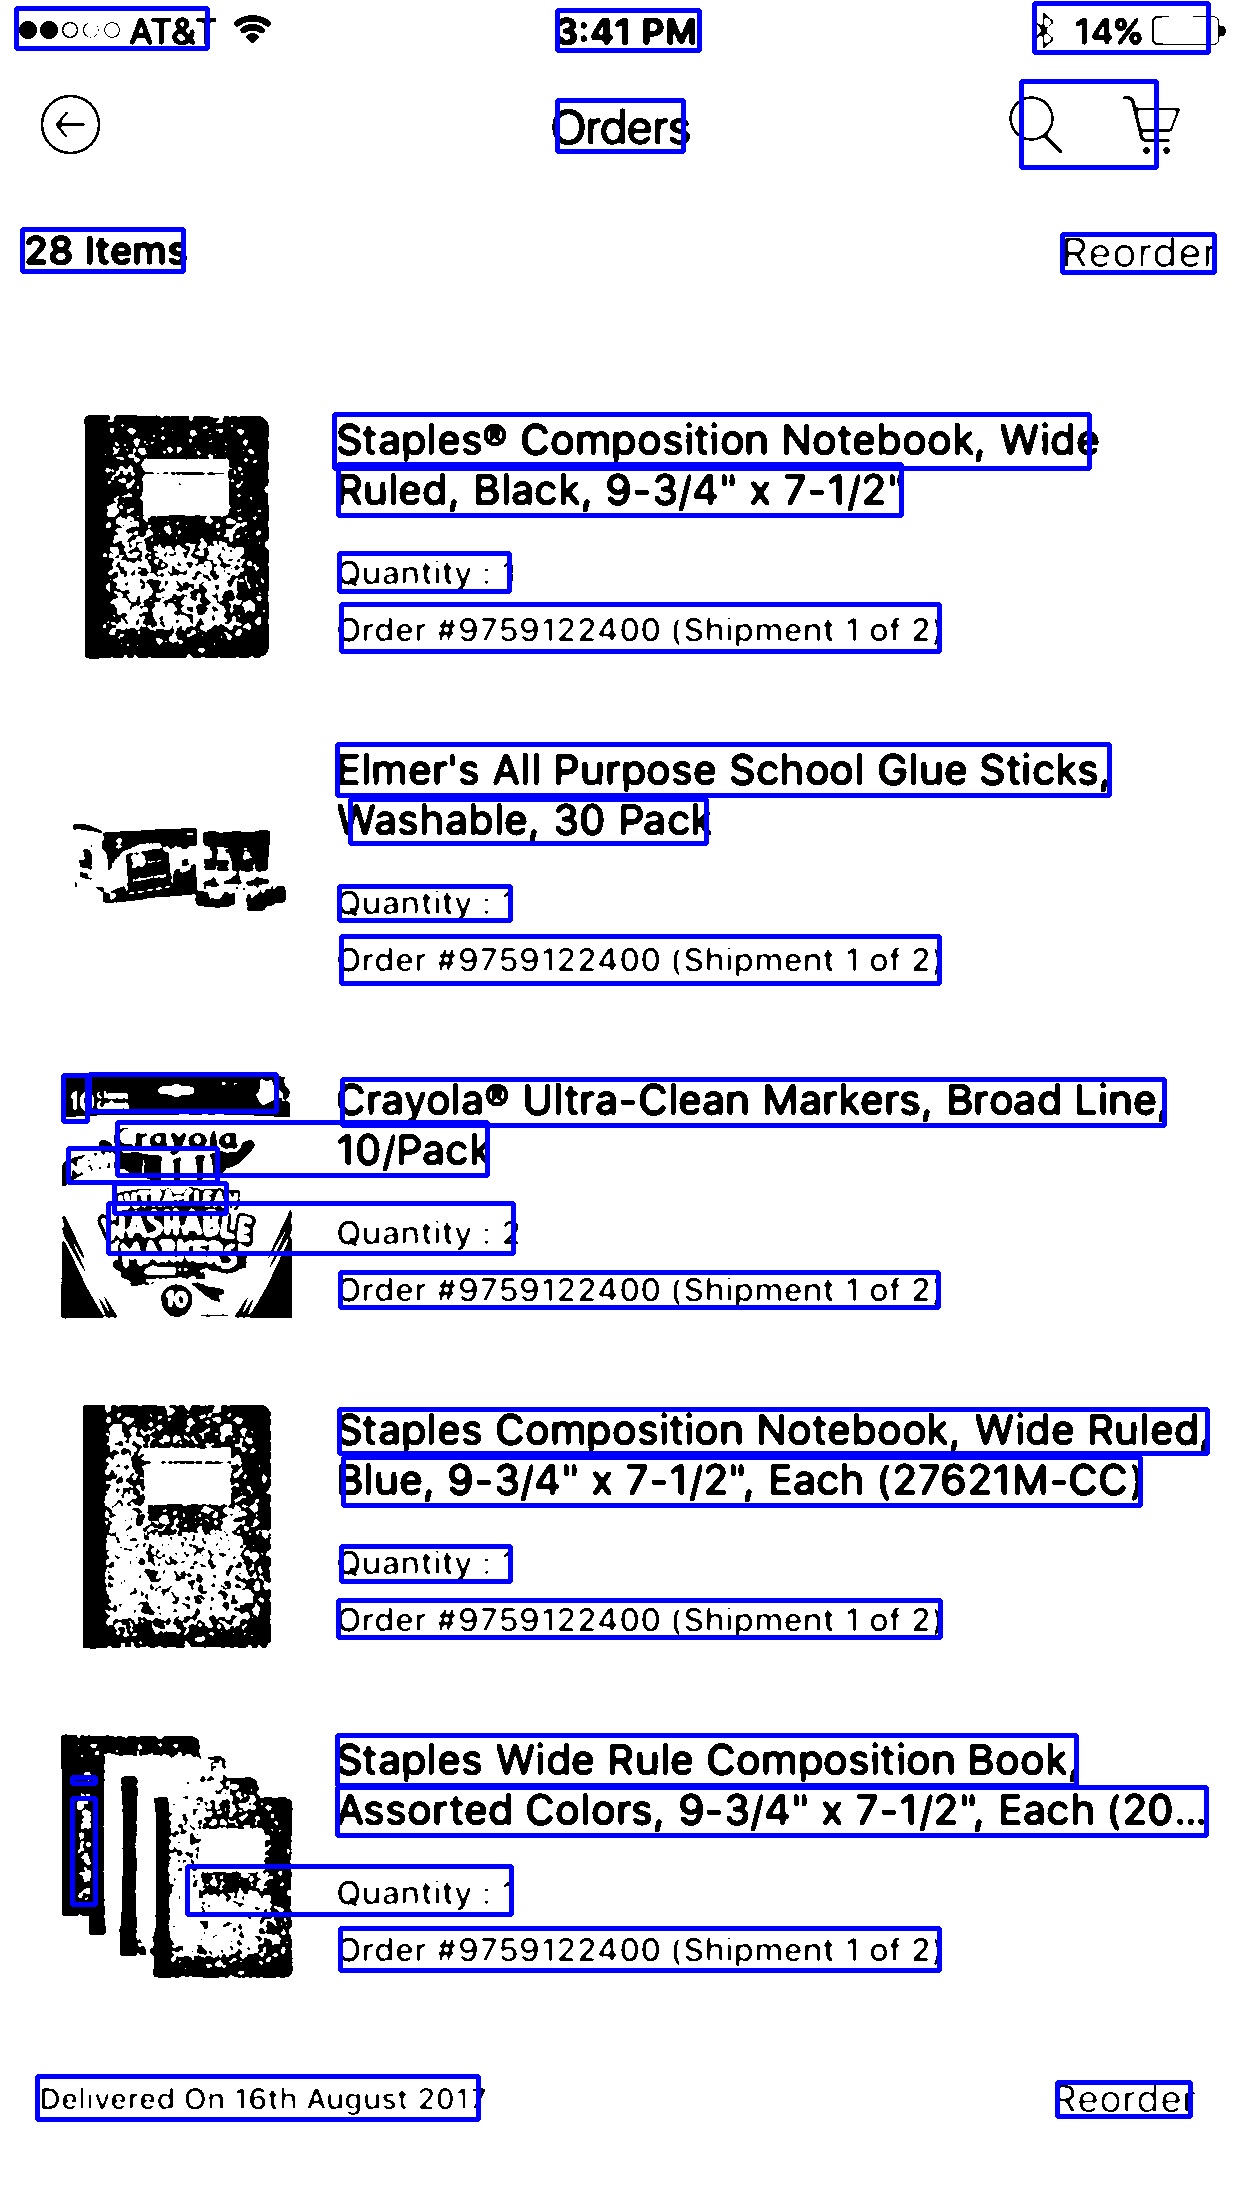 AT&T 3:41 PM 14%
Orders
28 Items Reorder
Staples® Composition Notebook, Wide
Ruled, Black, 9-3/4" x 7-1/2"
Quantity : 1
Order #9759122400 (Shipment 1 of 2)
Elmer's All Purpose School Glue Sticks,
Washable, 30 Pack
Quantity : 1
Order #9759122400 (Shipment 1 of 2)
10
Crayola
ULTRA-CLEAN
WASHABLE
MARKERS
10
Crayola® Ultra-Clean Markers, Broad Line,
10/Pack
Quantity : 2
Order #9759122400 (Shipment 1 of 2)
Staples Composition Notebook, Wide Ruled,
Blue, 9-3/4" x 7-1/2", Each (27621M-CC)
Quantity : 1
Order #9759122400 (Shipment 1 of 2)
Staples Wide Rule Composition Book,
Assorted Colors, 9-3/4" x 7-1/2", Each (20...
Quantity : 1
Order #9759122400 (Shipment 1 of 2)
Delivered On 16th August 2017 Reorder